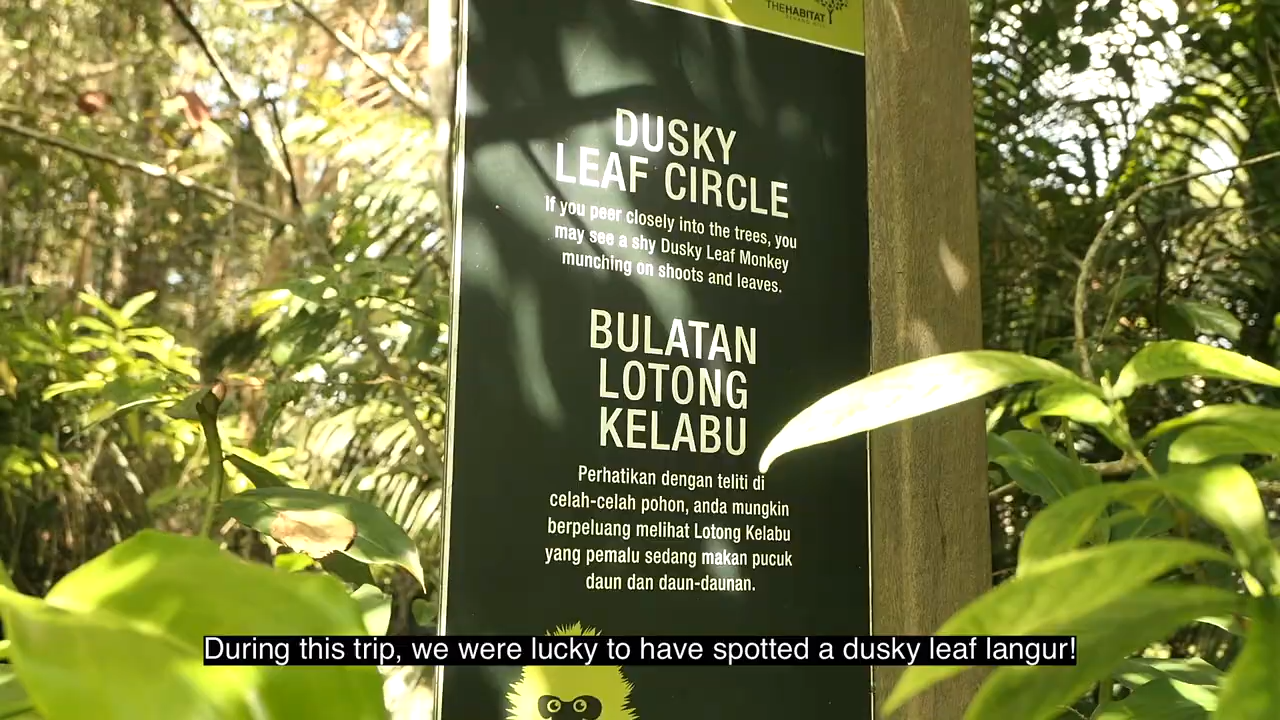 THEHABITAT
PENANG HILL
DUSKY
LEAF CIRCLE
If you peer closely into the trees, you
may see a shy Dusky Leaf Monkey
munching on shoots and leaves.
BULATAN
LOTONG
KELABU
Perhatikan dengan teliti di
celah-celah pohon, anda mungkin
berpeluang melihat Lotong Kelabu
yang pemalu sedang makan pucuk
daun dan daun-daunan.
During this trip, we were lucky to have spotted a dusky leaf langur!